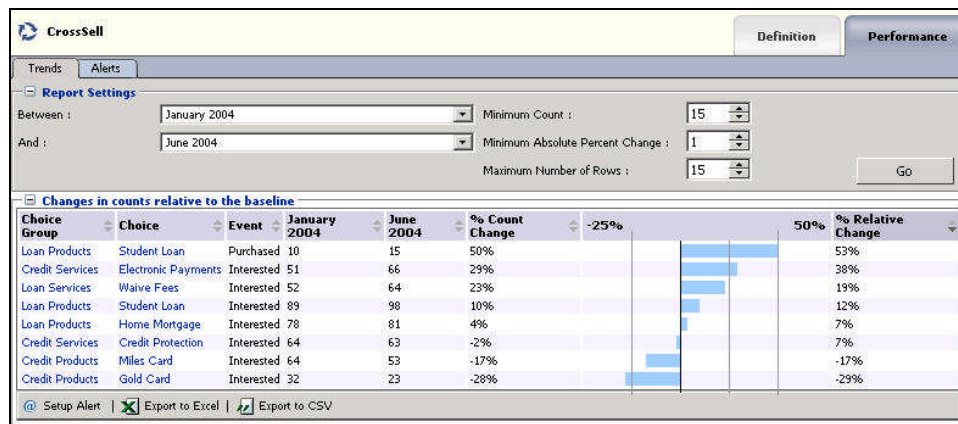 CrossSell
Definition Performance
Trends Alerts
Report Settings
Between : January 2004 Minimum Count : 15
And : June 2004 Minimum Absolute Percent Change : 1
Maximum Number of Rows : 15 Go
Changes in counts relative to the baseline
Choice Group Choice Event January 2004 June 2004 % Count Change -25% 50% % Relative Change
Loan Products Student Loan Purchased 10 15 50% 53%
Credit Services Electronic Payments Interested 51 66 29% 38%
Loan Services Waive Fees Interested 52 64 23% 19%
Loan Products Student Loan Interested 89 98 10% 12%
Loan Products Home Mortgage Interested 78 81 4% 7%
Credit Services Credit Protection Interested 64 63 -2% 7%
Credit Products Miles Card Interested 64 53 -17% -17%
Credit Products Gold Card Interested 32 23 -28% -29%
@ Setup Alert | Export to Excel | Export to CSV